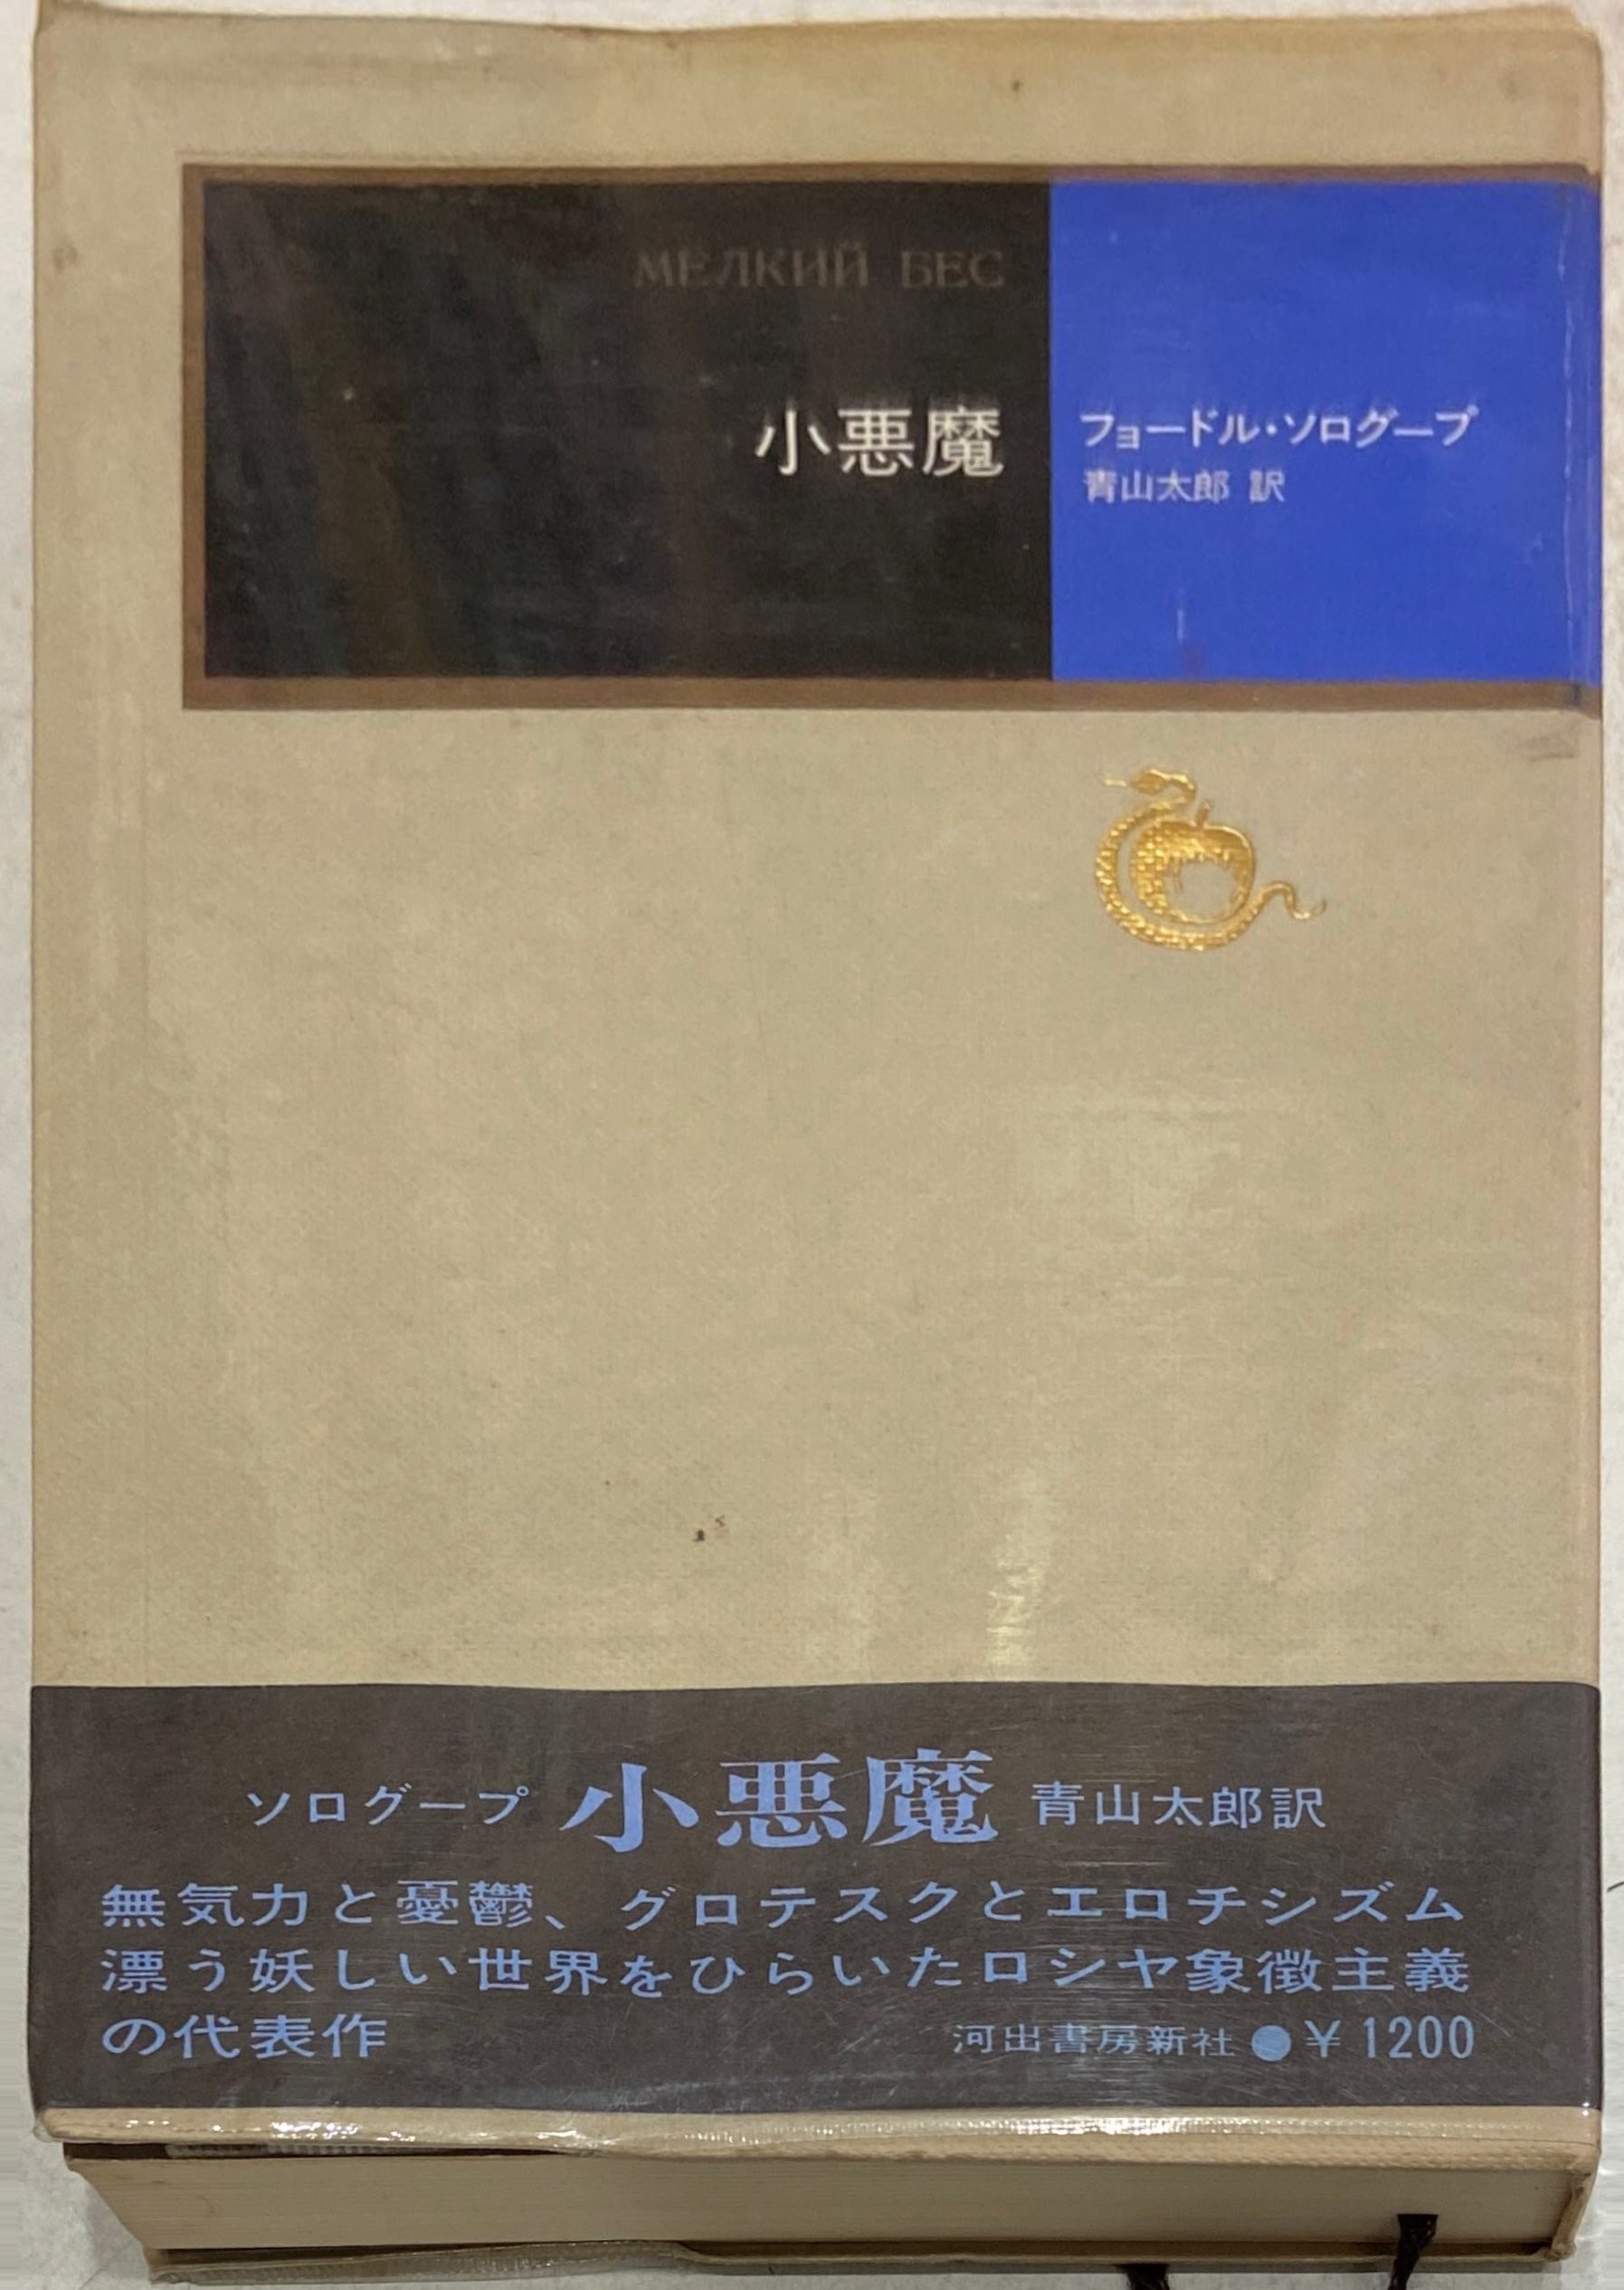 МЕЛКИЙ БЕС
小悪魔
フョードル・ソログープ
青山太郎 訳
ソログープ 小悪魔 青山太郎訳
無気力と憂鬱、グロテスクとエロチシズム
漂う妖しい世界をひらいたロシヤ象徴主義
の代表作
河出書房新社 ●¥1200